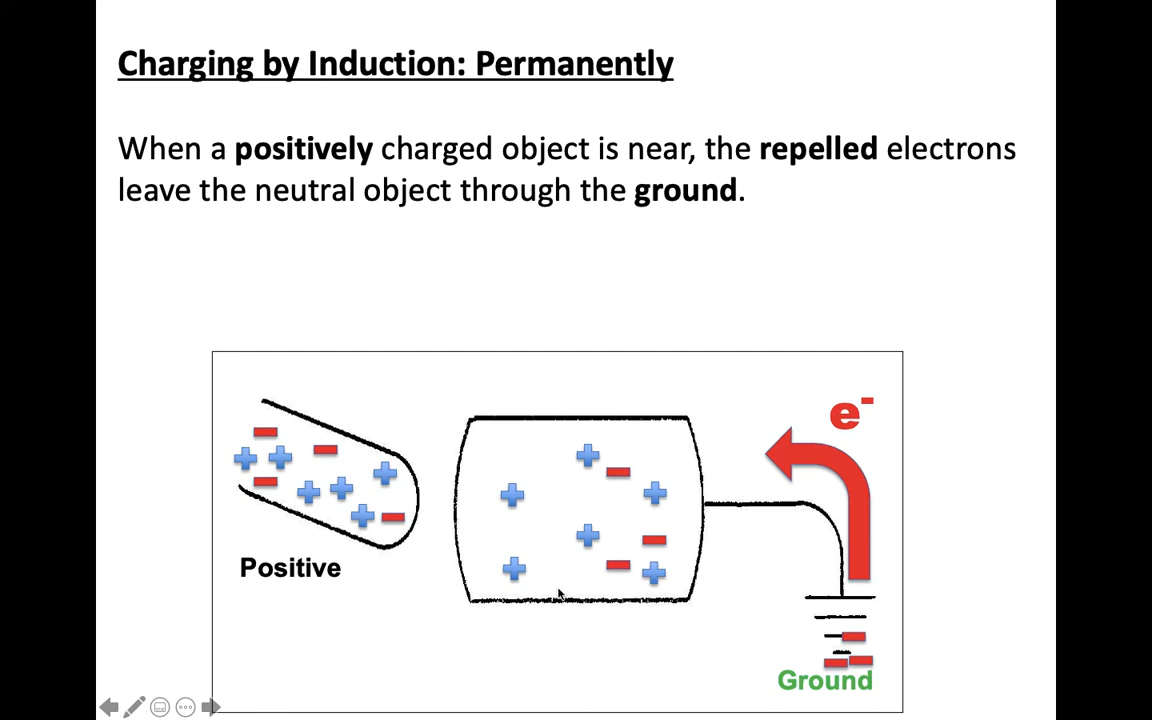 Charging by Induction: Permanently
When a positively charged object is near, the repelled electrons
leave the neutral object through the ground.
e-
Positive
Ground